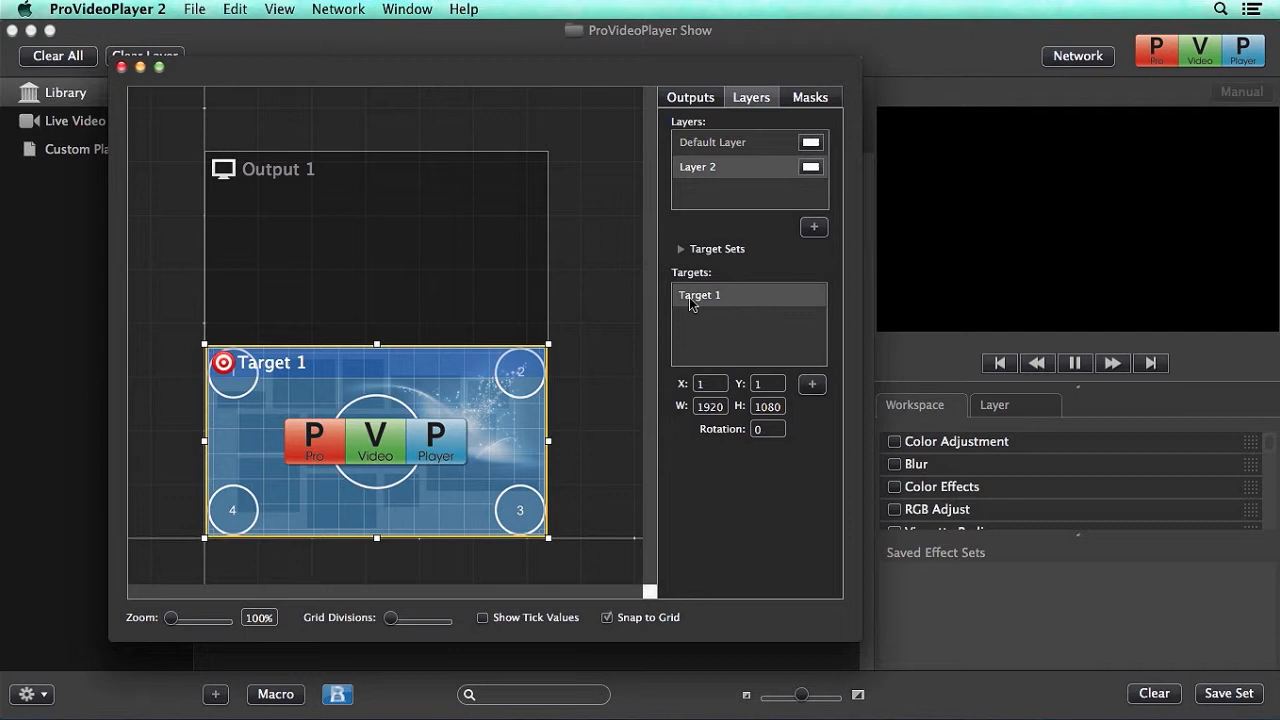 ProVideoPlayer 2 File Edit View Network Window Help
ProVideoPlayer Show
Clear All Clear Layer
Network
P Pro V Video P Player
Library
Manual
Live Video
Custom Pla
Outputs Layers Masks
Layers:
Default Layer
Layer 2
+
Target Sets
Targets:
Target 1
X: 1 Y: 1 +
W: 1920 H: 1080
Rotation: 0
Output 1
Target 1
2
P Pro V Video P Player
4 3
Zoom: 100% Grid Divisions: Show Tick Values Snap to Grid
Workspace Layer
Color Adjustment
Blur
Color Effects
RGB Adjust
Saved Effect Sets
+ Macro
Clear Save Set